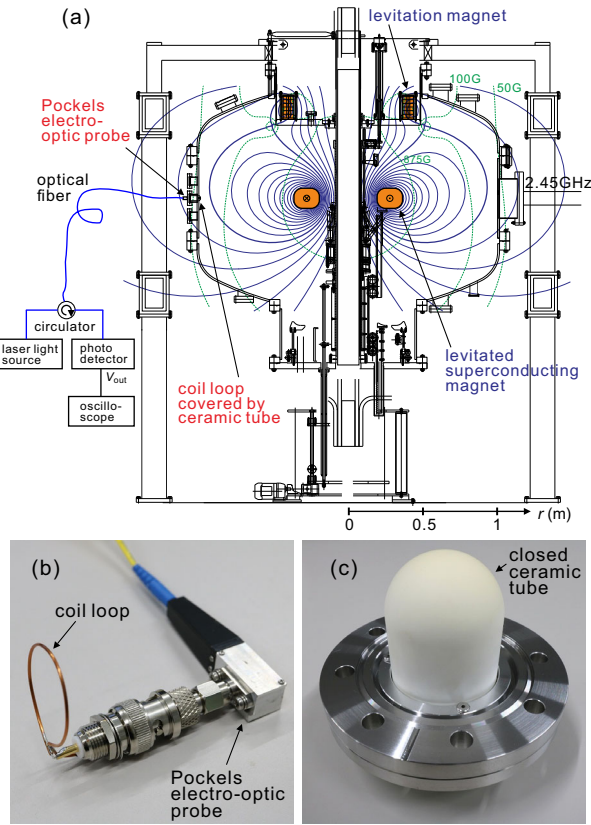 (a)
levitation magnet
100G
50G
Pockels
electro-
optic probe
875G
optical
fiber
2.45GHz
circulator
laser light
source
photo
detector
Vout
oscillo-
scope
coil loop
covered by
ceramic tube
levitated
superconducting
magnet
0
0.5
1
r (m)
(b)
coil loop
Pockels
electro-optic
probe
(c)
closed
ceramic
tube